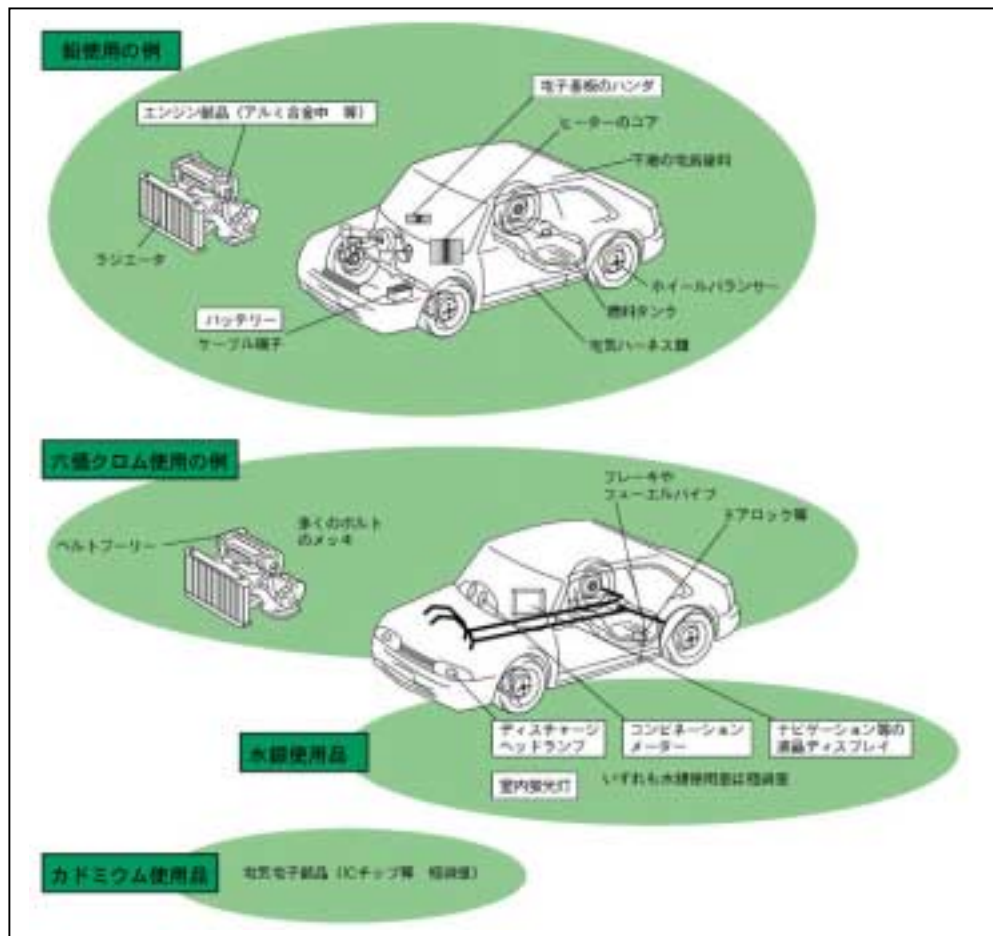 鉛使用の例
電子基板のハンダ
エンジン部品（アルミ合金中　等）
ヒーターのコア
下地の電着塗料
ラジエータ
ホイールバランサー
燃料タンク
バッテリー
ケーブル端子
電気ハーネス類
六価クロム使用の例
ブレーキや
フューエルパイプ
ドアロック等
多くのボルト
のメッキ
ベルトプーリー
ディスチャージ
ヘッドランプ
コンビネーション
メーター
ナビゲーション等の
液晶ディスプレイ
水銀使用品
室内蛍光灯
いずれも水銀使用量は極微量
カドミウム使用品
電気電子部品（ICチップ等　極微量）